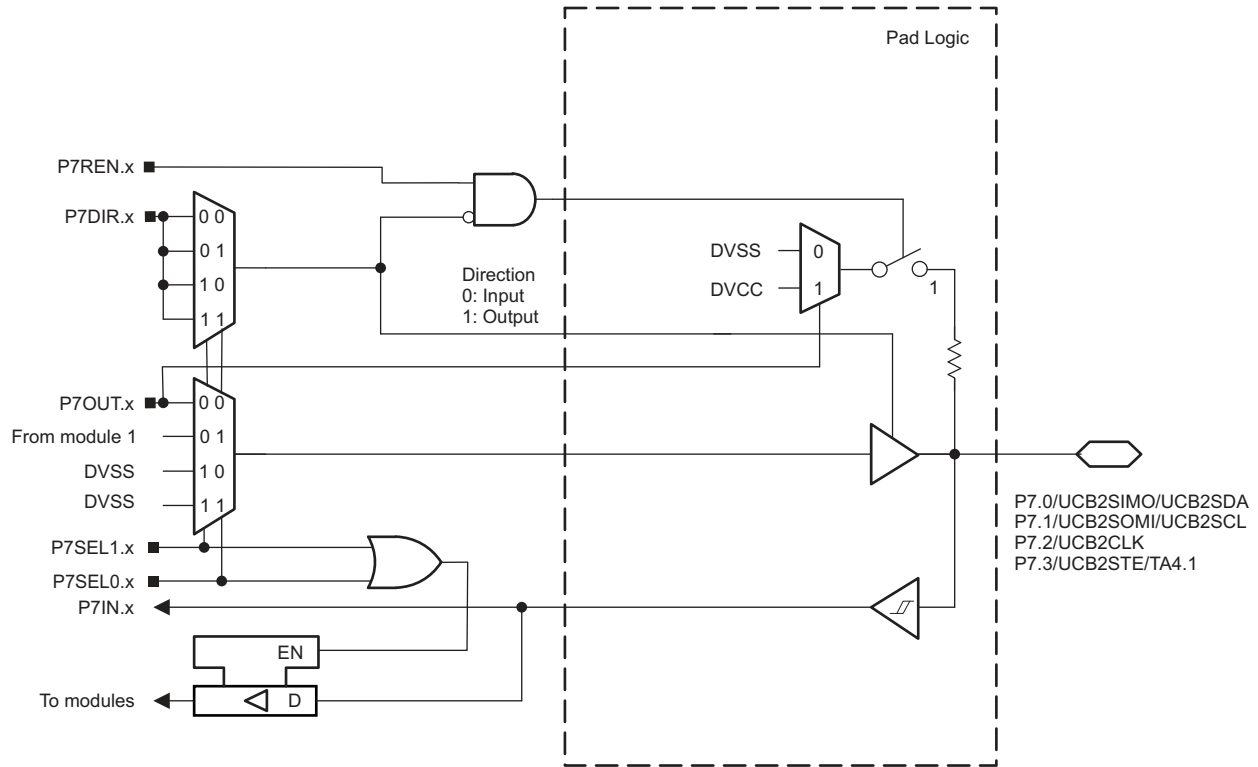 Pad Logic
P7REN.x
P7DIR.x
0 0
0 1
1 0
1 1
Direction
0: Input
1: Output
DVSS
0
DVCC
1
1
P7OUT.x
0 0
From module 1
0 1
DVSS
1 0
DVSS
1 1
P7.0/UCB2SIMO/UCB2SDA
P7.1/UCB2SOMI/UCB2SCL
P7.2/UCB2CLK
P7.3/UCB2STE/TA4.1
P7SEL1.x
P7SEL0.x
P7IN.x
EN
To modules
D